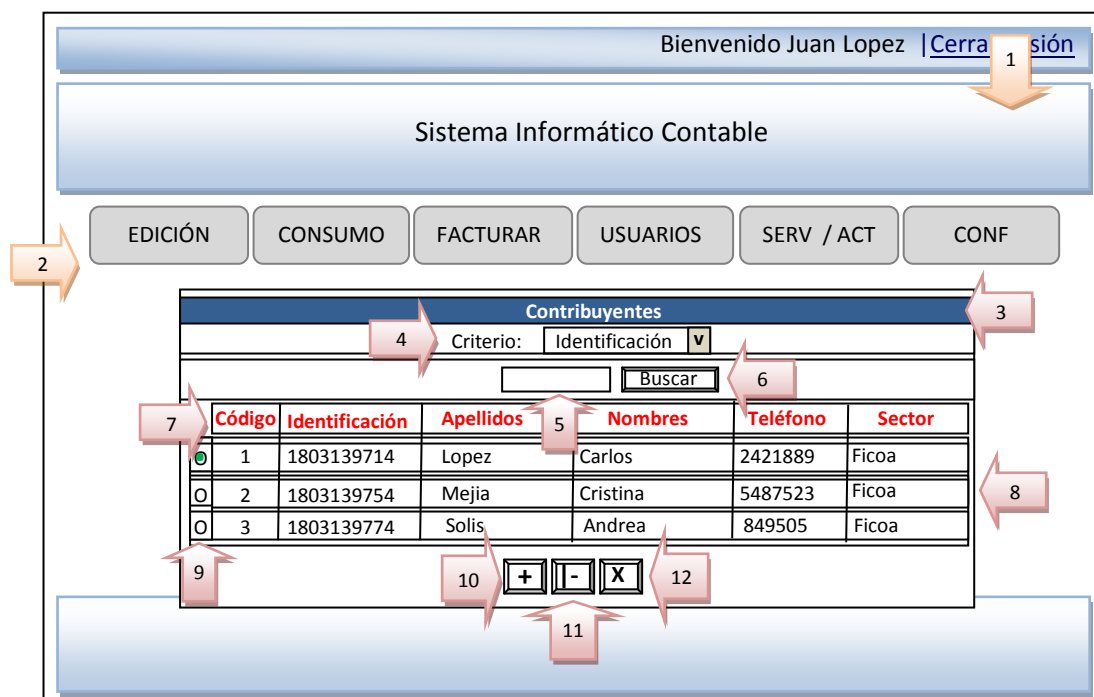 Bienvenido Juan Lopez |Cerra sión
1
Sistema Informático Contable
EDICIÓN CONSUMO FACTURAR USUARIOS SERV / ACT CONF
2
Contribuyentes
3
4 Criterio: Identificación v
Buscar 6
7 Código Identificación Apellidos 5 Nombres Teléfono Sector
O 1 1803139714 Lopez Carlos 2421889 Ficoa
O 2 1803139754 Mejia Cristina 5487523 Ficoa
8
O 3 1803139774 Solis Andrea 849505 Ficoa
9
10 + |- X 12
11